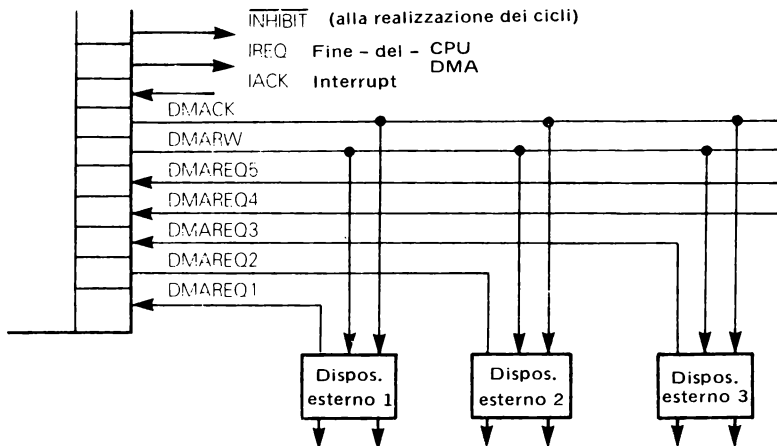 INHIBIT (alla realizzazione dei cicli)
IREQ Fine - del - CPU
DMA
IACK Interrupt
DMACK
DMARW
DMAREQ5
DMAREQ4
DMAREQ3
DMAREQ2
DMAREQ1
Dispos.
esterno 1
Dispos.
esterno 2
Dispos.
esterno 3